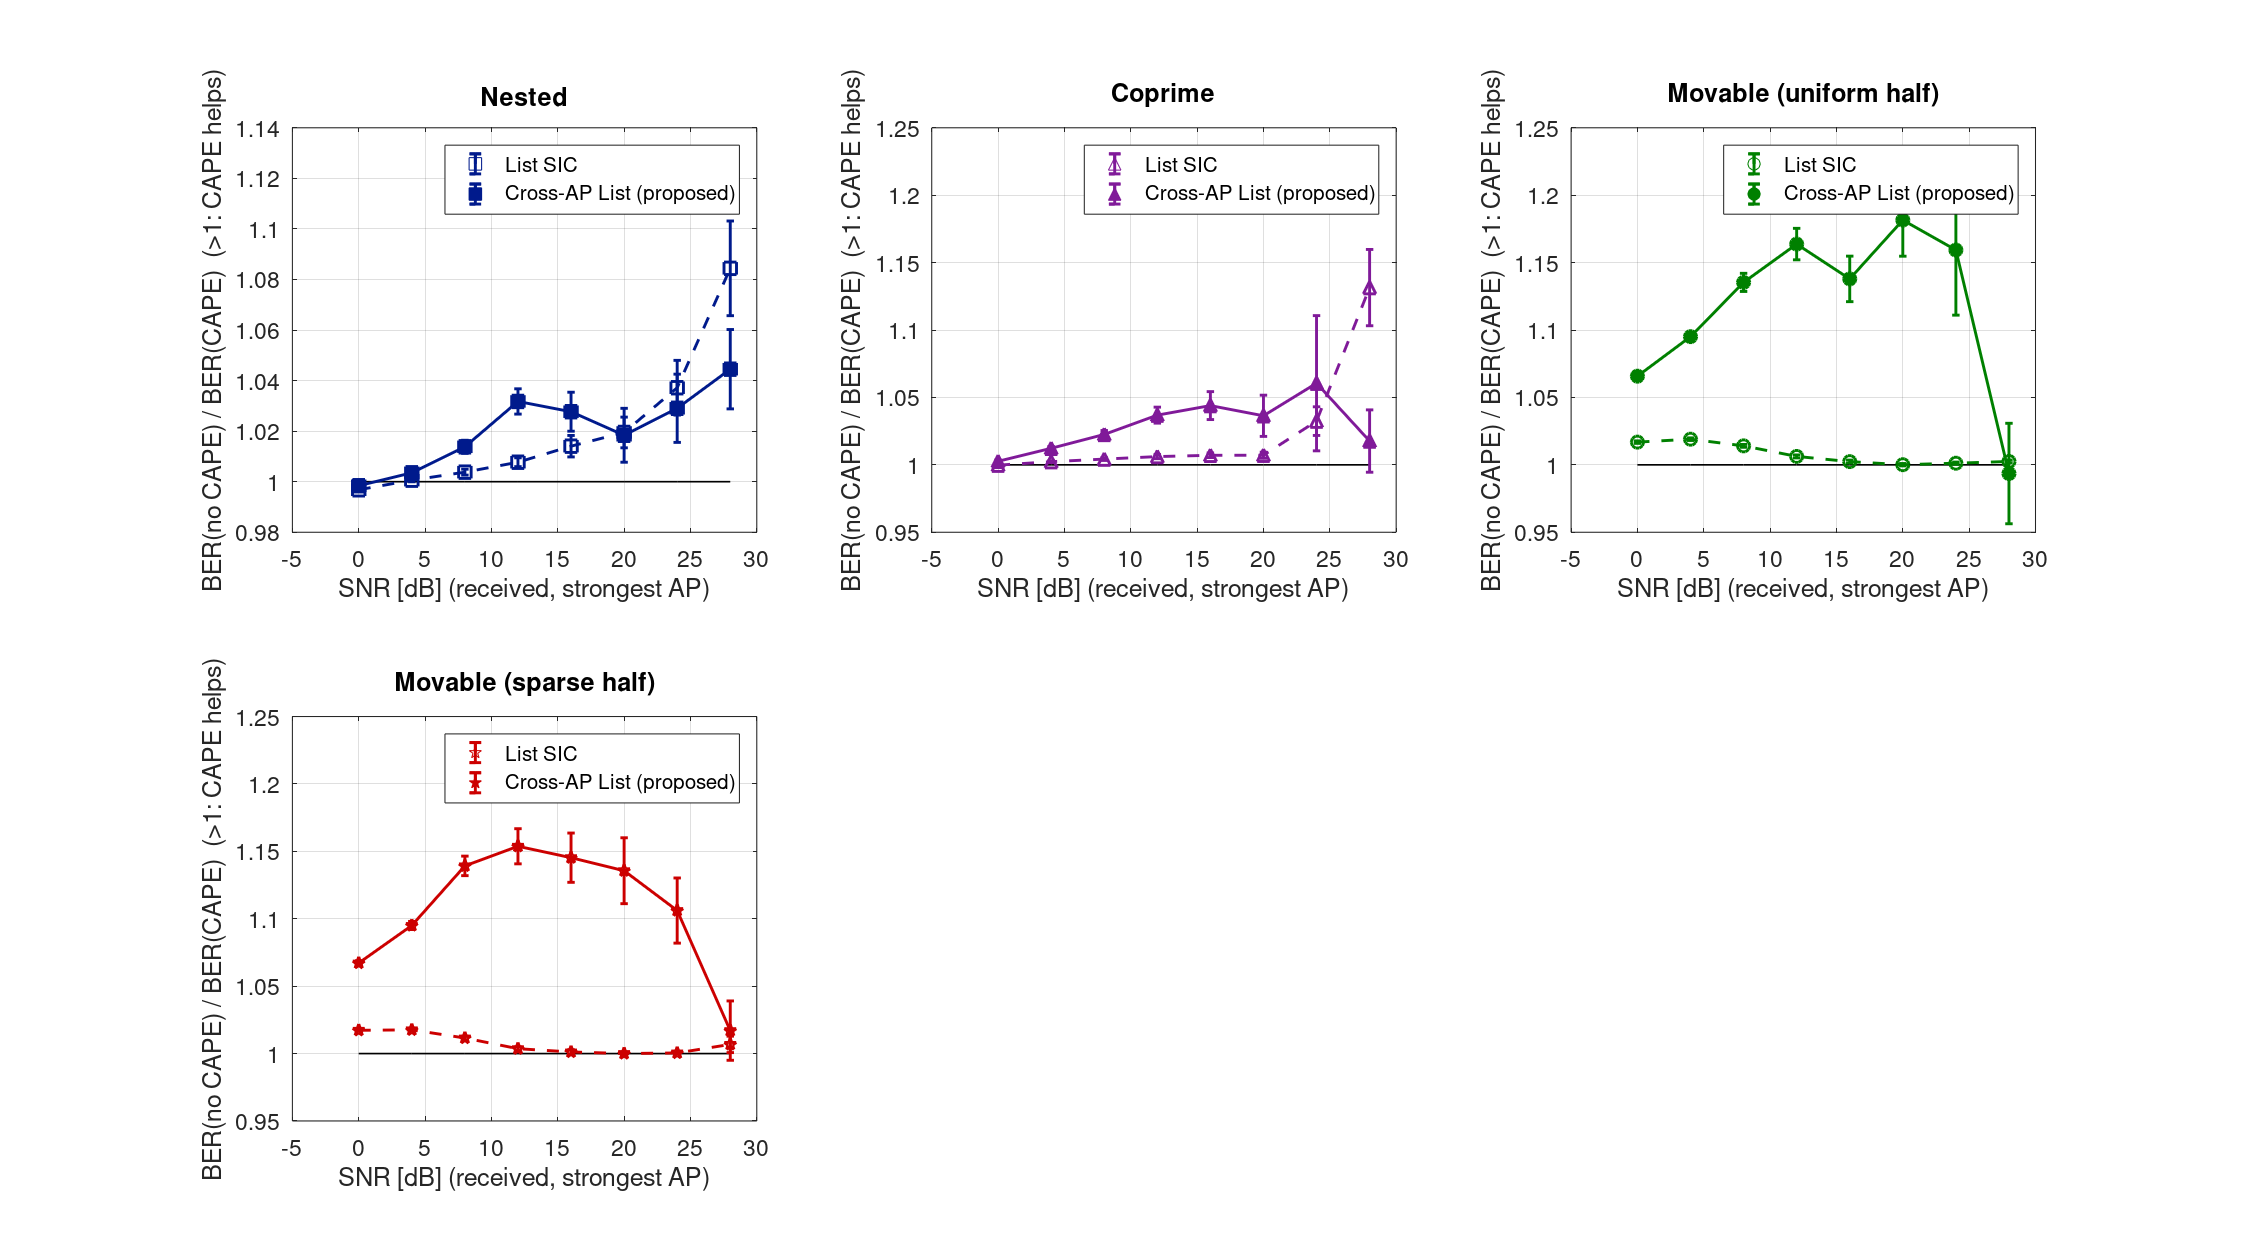 Nested
BER(no CAPE) / BER(CAPE)  (>1: CAPE helps)
1.14
1.12
1.1
1.08
1.06
1.04
1.02
1
0.98
List SIC
Cross-AP List (proposed)
-5 0 5 10 15 20 25 30
SNR [dB] (received, strongest AP)
Coprime
BER(no CAPE) / BER(CAPE)  (>1: CAPE helps)
1.25
1.2
1.15
1.1
1.05
1
0.95
List SIC
Cross-AP List (proposed)
-5 0 5 10 15 20 25 30
SNR [dB] (received, strongest AP)
Movable (uniform half)
BER(no CAPE) / BER(CAPE)  (>1: CAPE helps)
1.25
1.2
1.15
1.1
1.05
1
0.95
List SIC
Cross-AP List (proposed)
-5 0 5 10 15 20 25 30
SNR [dB] (received, strongest AP)
Movable (sparse half)
BER(no CAPE) / BER(CAPE)  (>1: CAPE helps)
1.25
1.2
1.15
1.1
1.05
1
0.95
List SIC
Cross-AP List (proposed)
-5 0 5 10 15 20 25 30
SNR [dB] (received, strongest AP)